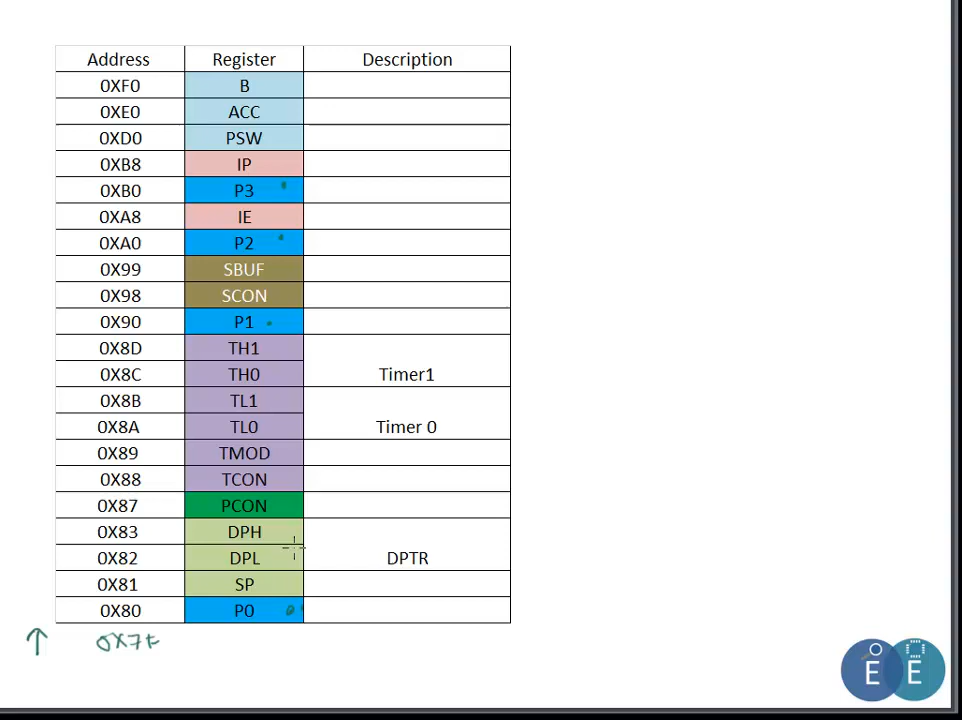 Address Register Description
0XF0 B
0XE0 ACC
0XD0 PSW
0XB8 IP
0XB0 P3
0XA8 IE
0XA0 P2
0X99 SBUF
0X98 SCON
0X90 P1
0X8D TH1
0X8C TH0 Timer1
0X8B TL1
0X8A TL0 Timer 0
0X89 TMOD
0X88 TCON
0X87 PCON
0X83 DPH
0X82 DPL DPTR
0X81 SP
0X80 P0
0X7F
E E